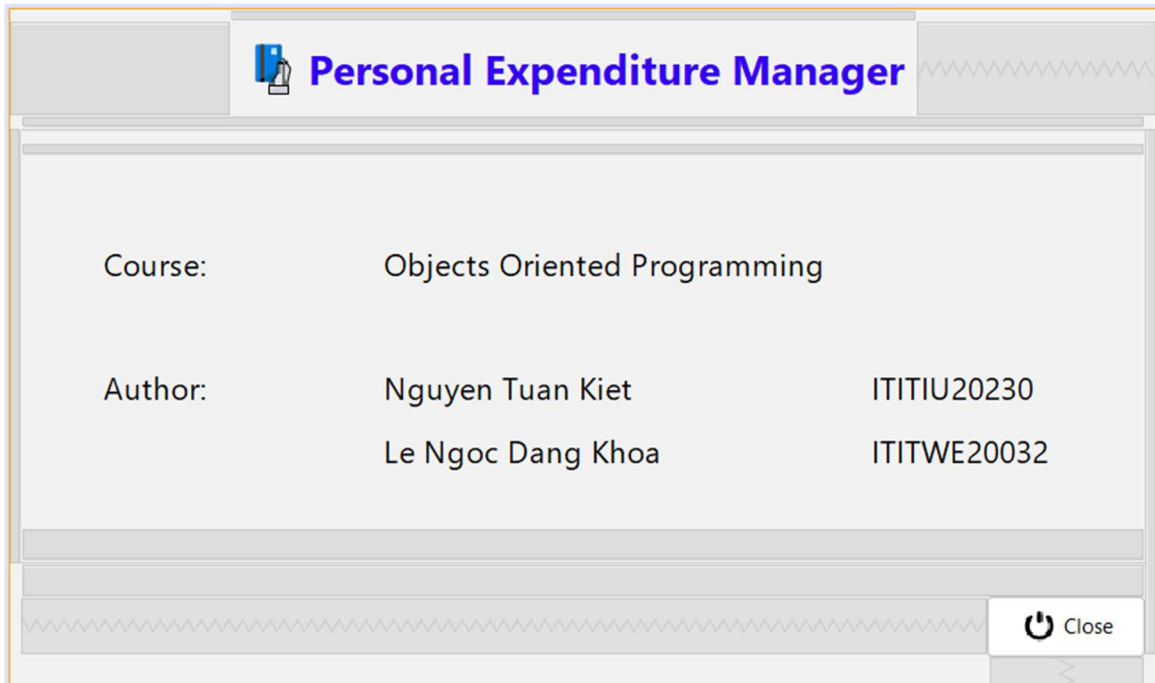 Personal Expenditure Manager
Course: Objects Oriented Programming
Author: Nguyen Tuan Kiet ITITIU20230
Le Ngoc Dang Khoa ITITWE20032
Close